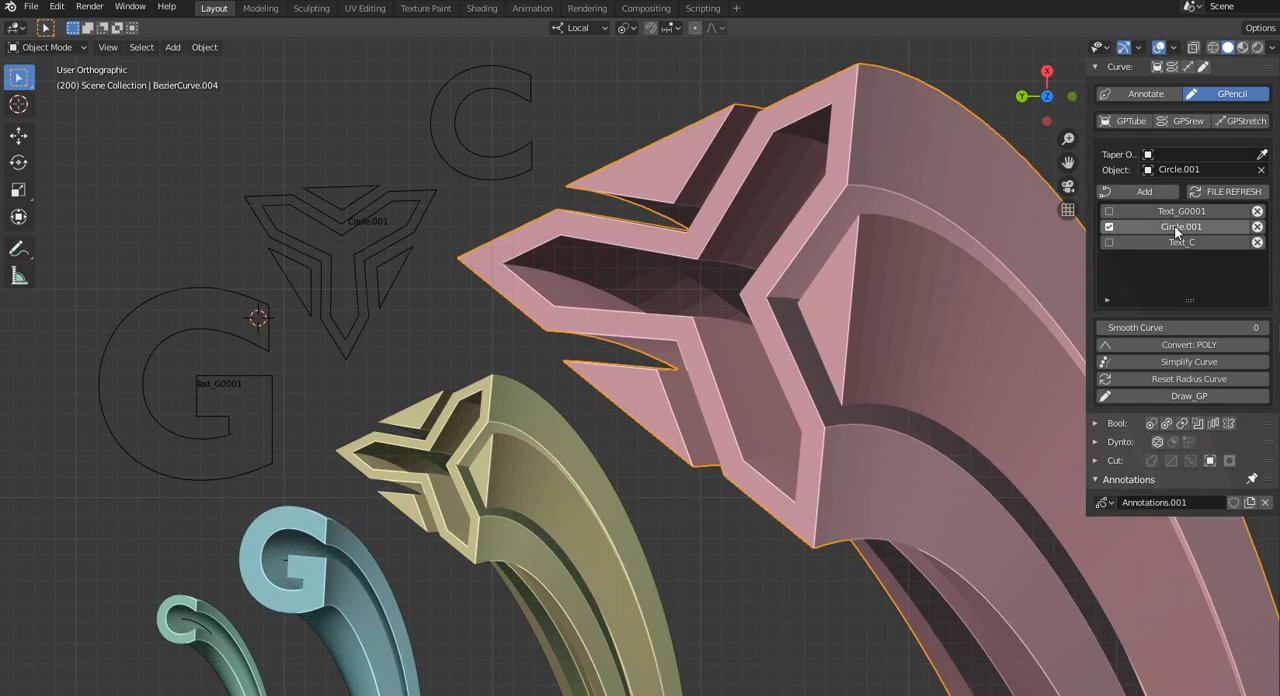 File Edit Render Window Help Layout Modeling Sculpting UV Editing Texture Paint Shading Animation Rendering Compositing Scripting + Scene
Local Options
Object Mode View Select Add Object
User Orthographic
(200) Scene Collection | BezierCurve.004
X
Y
Z
Curve:
Annotate GPencil
GPTube GPSrew GPStretch
Taper O..
Object: Circle.001
Add FILE REFRESH
Text_G0001
Circle.001
Text_C
Smooth Curve 0
Convert: POLY
Simplify Curve
Reset Radius Curve
Draw_GP
Bool:
Dynto:
Cut:
Annotations
Annotations.001
C
Circle.001
G
Text_G0001
G
C